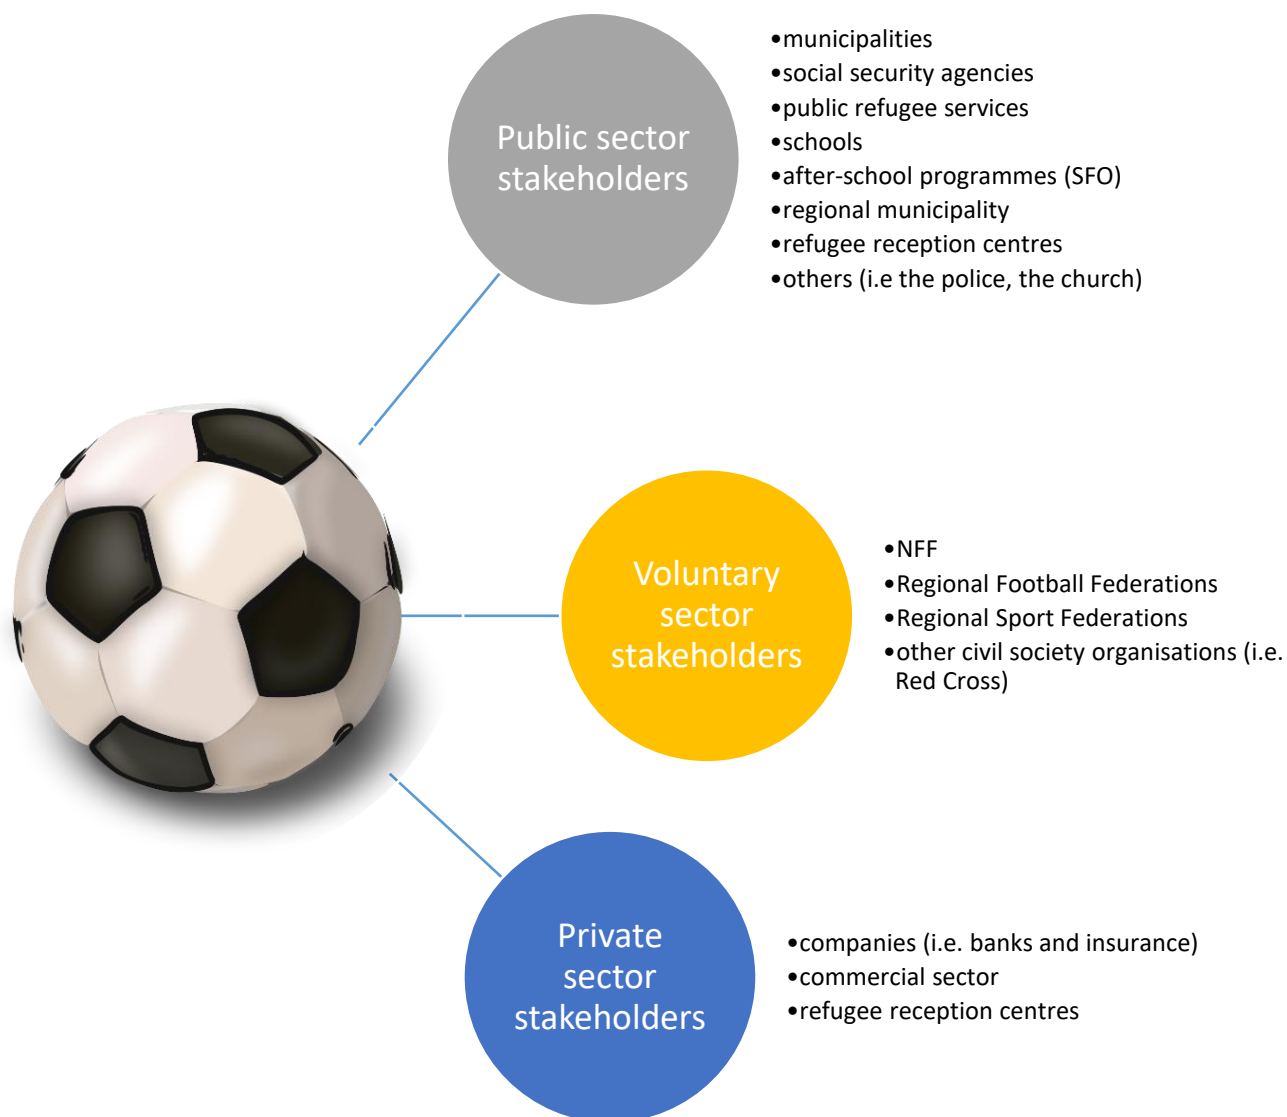 Public sector
stakeholders
•municipalities
•social security agencies
•public refugee services
•schools
•after-school programmes (SFO)
•regional municipality
•refugee reception centres
•others (i.e the police, the church)
Voluntary
sector
stakeholders
•NFF
•Regional Football Federations
•Regional Sport Federations
•other civil society organisations (i.e.
Red Cross)
Private
sector
stakeholders
•companies (i.e. banks and insurance)
•commercial sector
•refugee reception centres